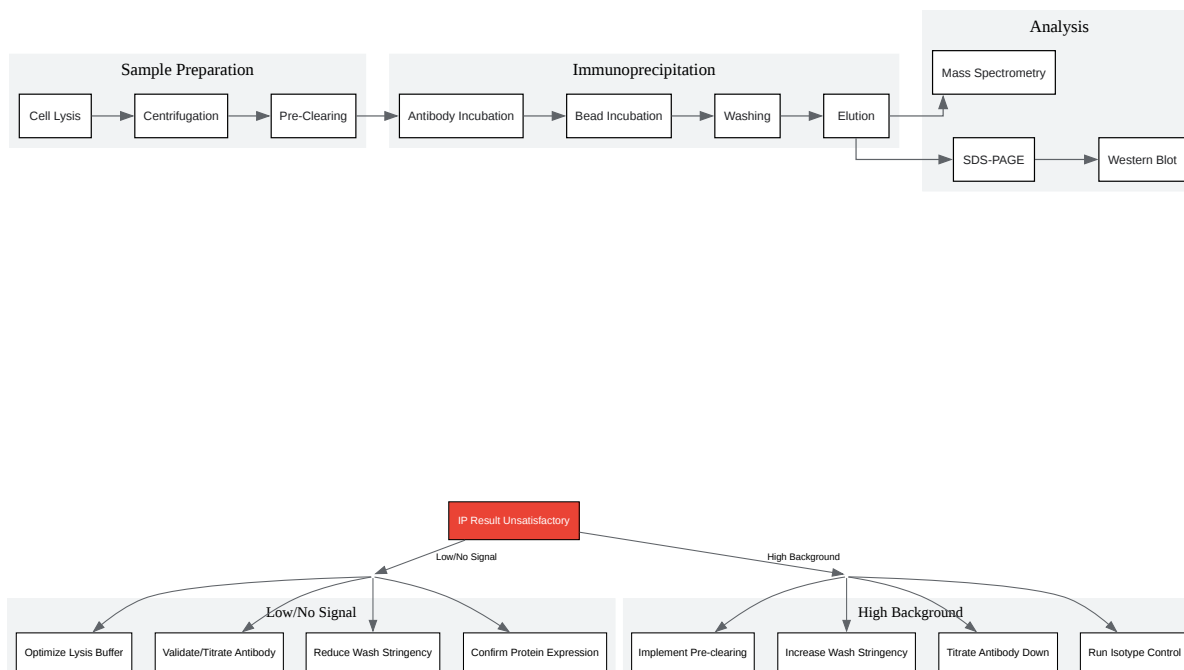 Analysis
Sample Preparation
Immunoprecipitation
Mass Spectrometry
Cell Lysis
Centrifugation
Pre-Clearing
Antibody Incubation
Bead Incubation
Washing
Elution
SDS-PAGE
Western Blot
IP Result Unsatisfactory
Low/No Signal
High Background
Low/No Signal
High Background
Optimize Lysis Buffer
Validate/Titrate Antibody
Reduce Wash Stringency
Confirm Protein Expression
Implement Pre-clearing
Increase Wash Stringency
Titrate Antibody Down
Run Isotype Control